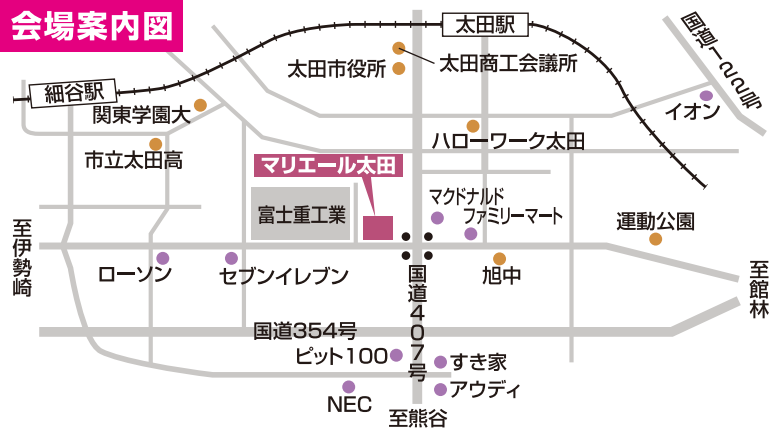 会場案内図
太田駅
国道122号
太田市役所
太田商工会議所
細谷駅
関東学園大
イオン
市立太田高
ハローワーク太田
マリエール太田
マクドナルド
ファミリーマート
富士重工業
運動公園
至伊勢崎
ローソン
セブンイレブン
国道407号
旭中
至館林
国道354号
ピット100
すき家
アウディ
NEC
至熊谷